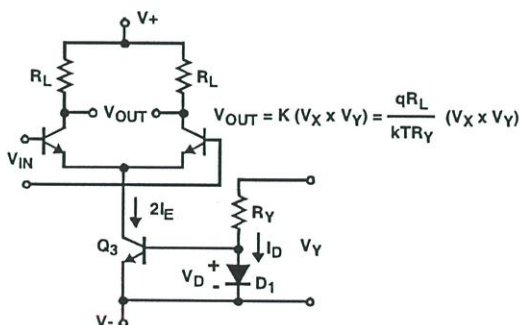 V+
RL
RL
VOUT
VOUT = K (VX x VY) = qRL / kTRY (VX x VY)
VIN
2IE
RY
Q3
ID
VY
VD
+
-
D1
V-